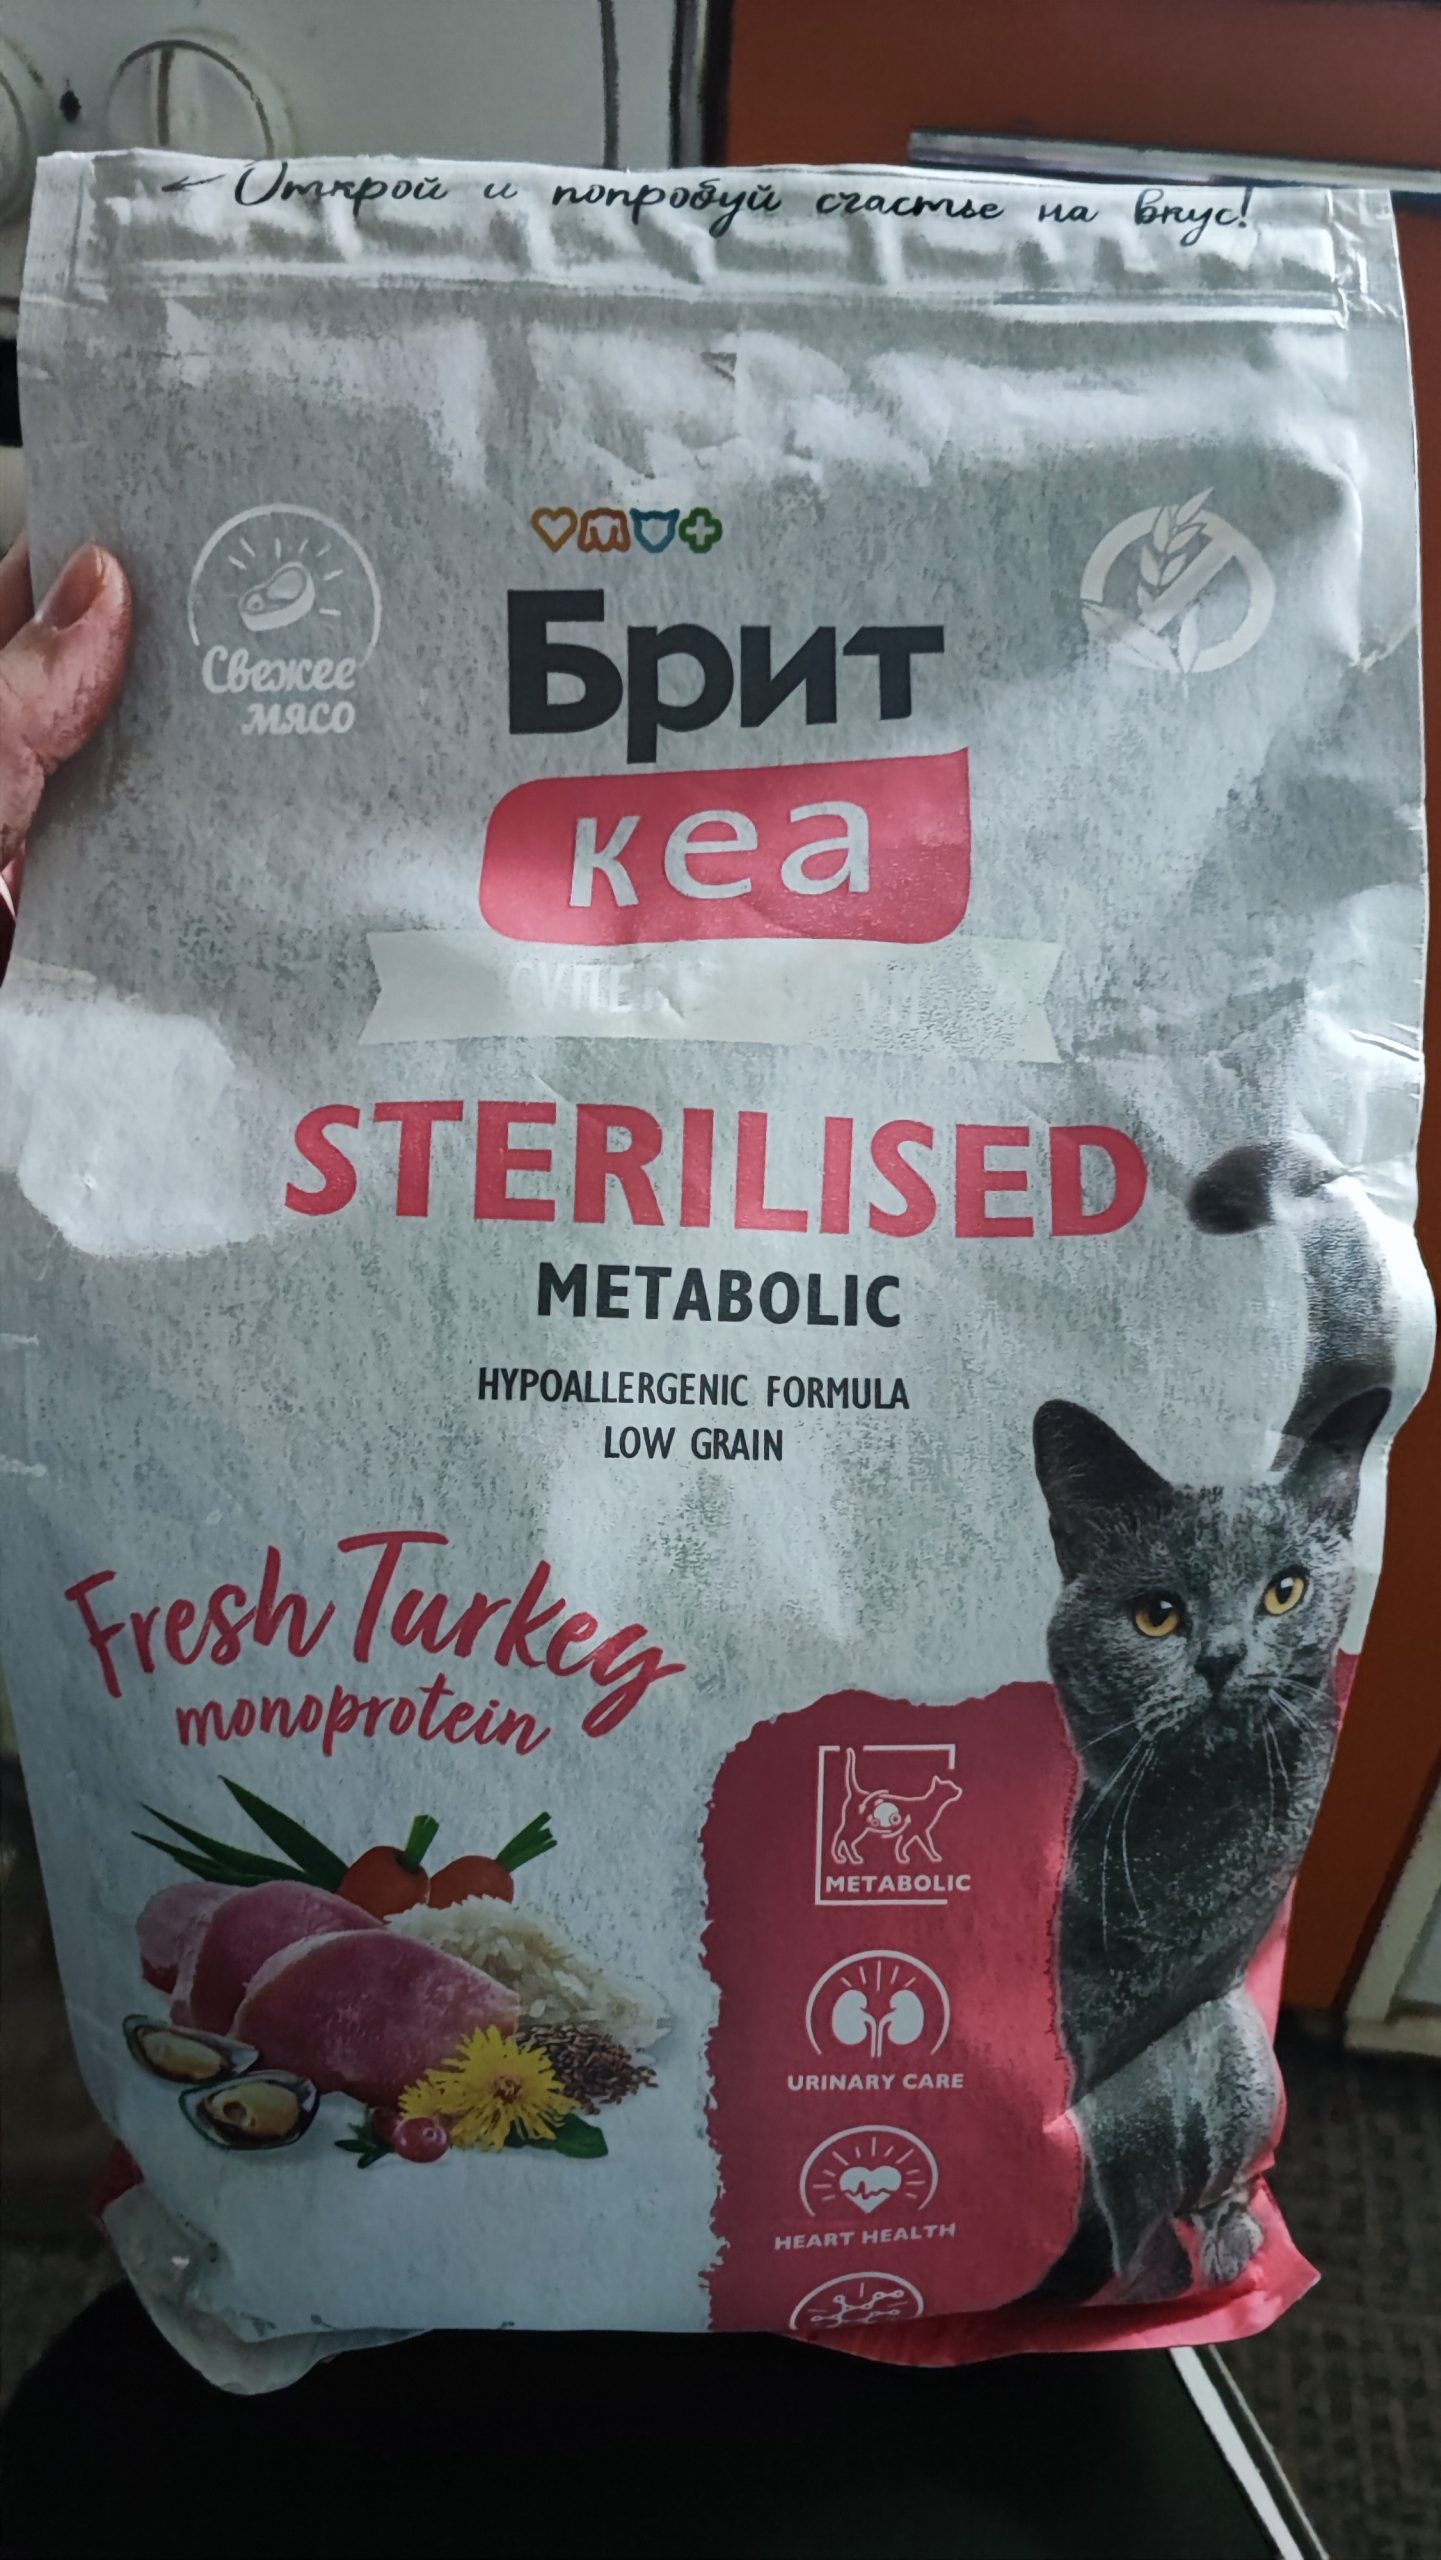 ← Открой и попробуй счастье на вкус!
Свежее
мясо
Брит
кеа
STERILISED
METABOLIC
HYPOALLERGENIC FORMULA
LOW GRAIN
Fresh Turkey
monoprotein
METABOLIC
URINARY CARE
HEART HEALTH